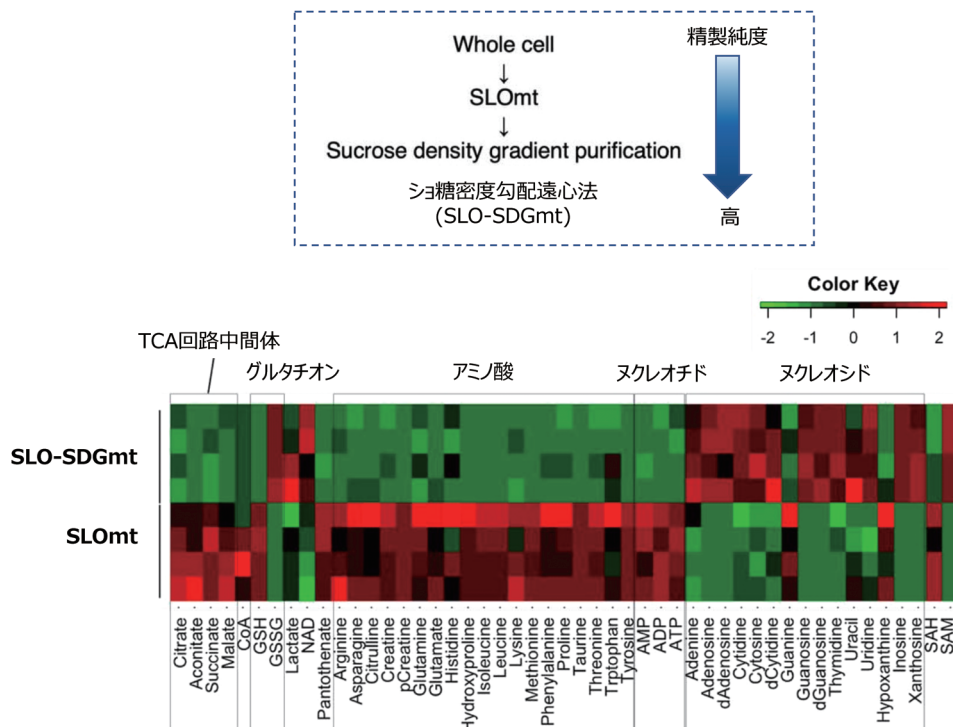 Whole cell
↓
SLOmt
↓
Sucrose density gradient purification
ショ糖密度勾配遠心法
(SLO-SDGmt)
精製純度
高
Color Key
-2 -1 0 1 2
TCA回路中間体
グルタチオン
アミノ酸
ヌクレオチド
ヌクレオシド
SLO-SDGmt
SLOmt
Citrate
Aconitate
Succinate
Malate
CoA
GSH
GSSG
Lactate
NAD
Pantothenate
Arginine
Asparagine
Citrulline
Creatine
pCreatine
Glutamine
Glutamate
Histidine
Hydroxyproline
Isoleucine
Leucine
Lysine
Methionine
Phenylalanine
Proline
Taurine
Threonine
Trptophan
Tyrosine
AMP
ADP
ATP
Adenine
Adenosine
dAdenosine
Cytidine
Cytosine
dCytidine
Guanine
Guanosine
dGuanosine
Thymidine
Uracil
Uridine
Hypoxanthine
Inosine
Xanthosine
SAH
SAM